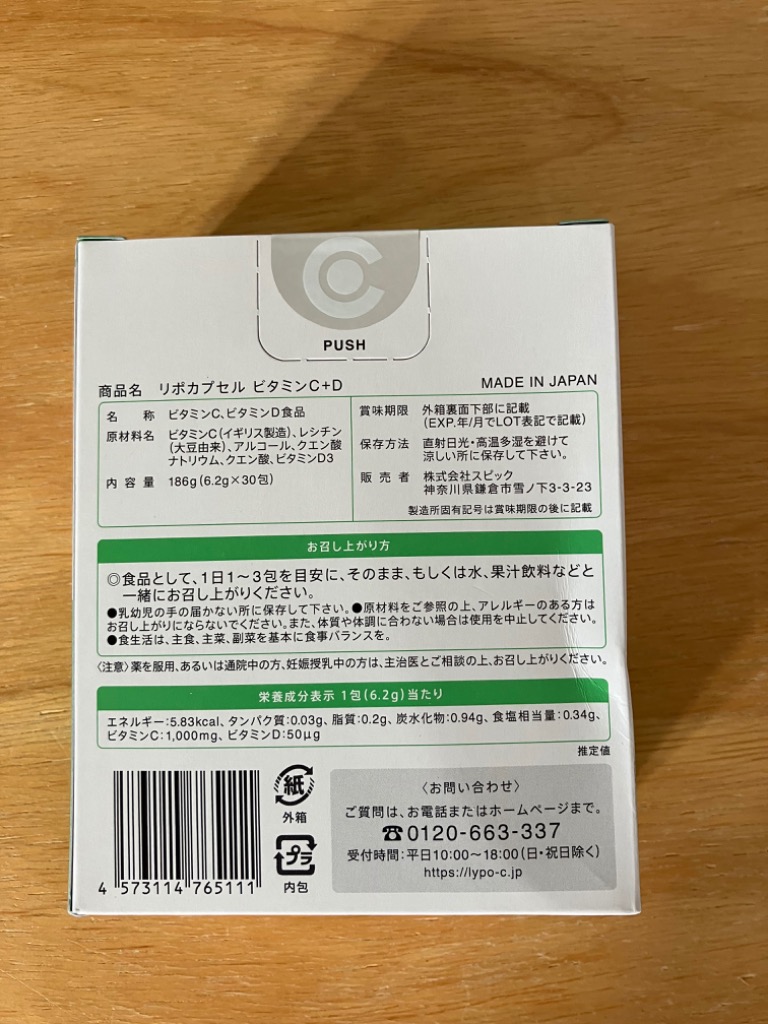 C
PUSH
商品名 リポカプセル ビタミンC+D
MADE IN JAPAN
名称 ビタミンC、ビタミンD食品
原材料名 ビタミンC(イギリス製造)、レシチン
(大豆由来)、アルコール、クエン酸
ナトリウム、クエン酸、ビタミンD3
内容量 186g(6.2g×30包)
賞味期限 外箱裏面下部に記載
(EXP.年/月でLOT表記で記載)
保存方法 直射日光・高温多湿を避けて
涼しい所に保存して下さい。
販売者 株式会社スピック
神奈川県鎌倉市雪ノ下3-3-23
製造所固有記号は賞味期限の後に記載
お召し上がり方
◎食品として、1日1〜3包を目安に、そのまま、もしくは水、果汁飲料などと
一緒にお召し上がりください。
●乳幼児の手の届かない所に保存して下さい。●原材料をご参照の上、アレルギーのある方は
お召し上がりにならないでください。また、体質や体調に合わない場合は使用を中止してください。
●食生活は、主食、主菜、副菜を基本に食事バランスを。
〈注意〉薬を服用、あるいは通院中の方、妊娠授乳中の方は、主治医とご相談の上、お召し上がりください。
栄養成分表示 1包(6.2g)当たり
エネルギー:5.83kcal、タンパク質:0.03g、脂質:0.2g、炭水化物:0.94g、食塩相当量:0.34g、
ビタミンC:1,000mg、ビタミンD:50μg
推定値
4 573114 765111
紙
外箱
プラ
内包
〈お問い合わせ〉
ご質問は、お電話またはホームページまで。
☎0120-663-337
受付時間:平日10:00〜18:00(日・祝日除く)
https://lypo-c.jp